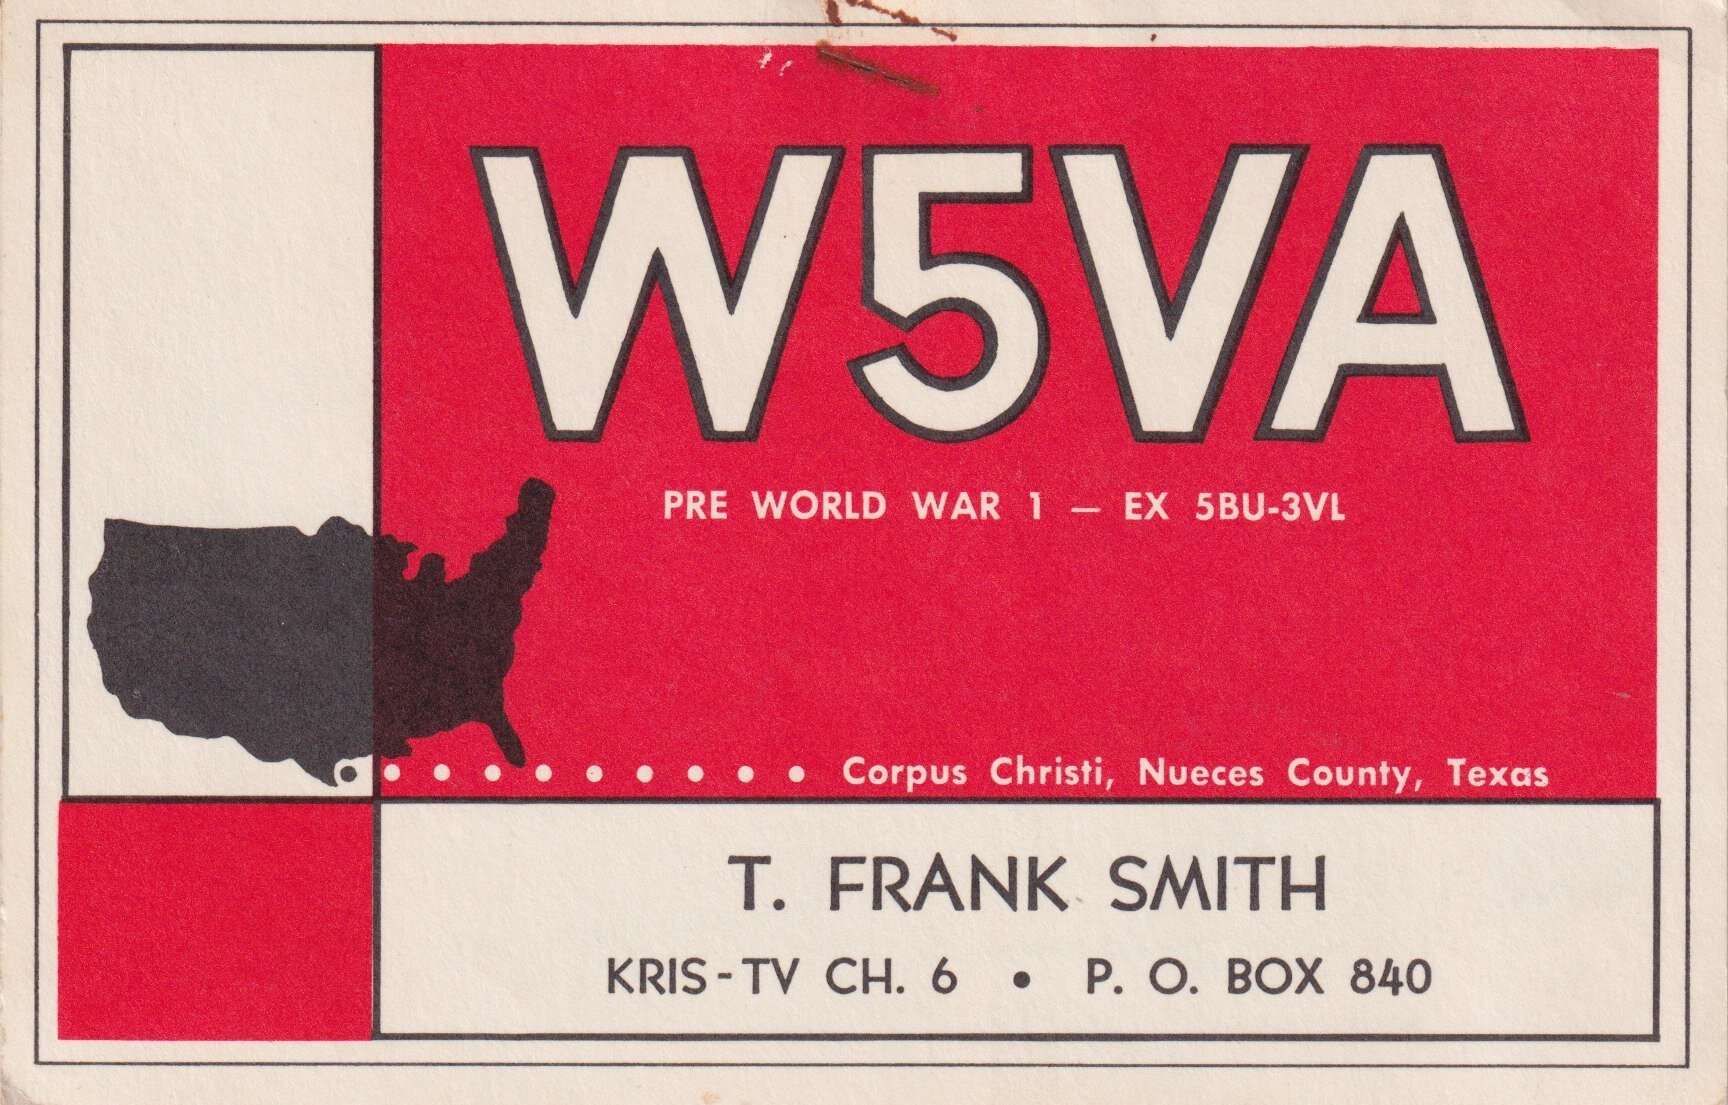 W5VA
PRE WORLD WAR 1 — EX 5BU-3VL
Corpus Christi, Nueces County, Texas
T. FRANK SMITH
KRIS-TV CH. 6 • P. O. BOX 840